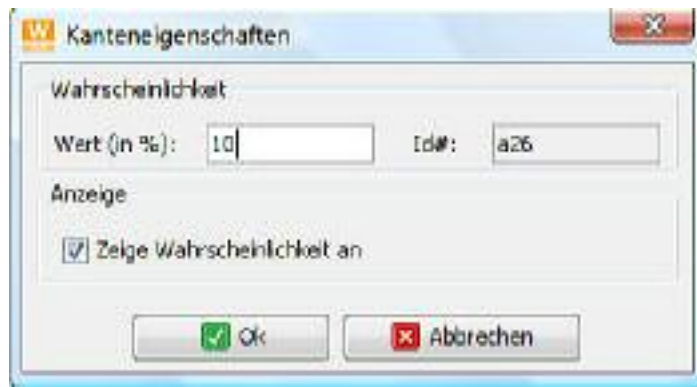 W Kanteneigenschaften
Wahrscheinlichkeit
Wert (in %): 10 Id#: a26
Anzeige
Zeige Wahrscheinlichkeit an
Ok Abbrechen